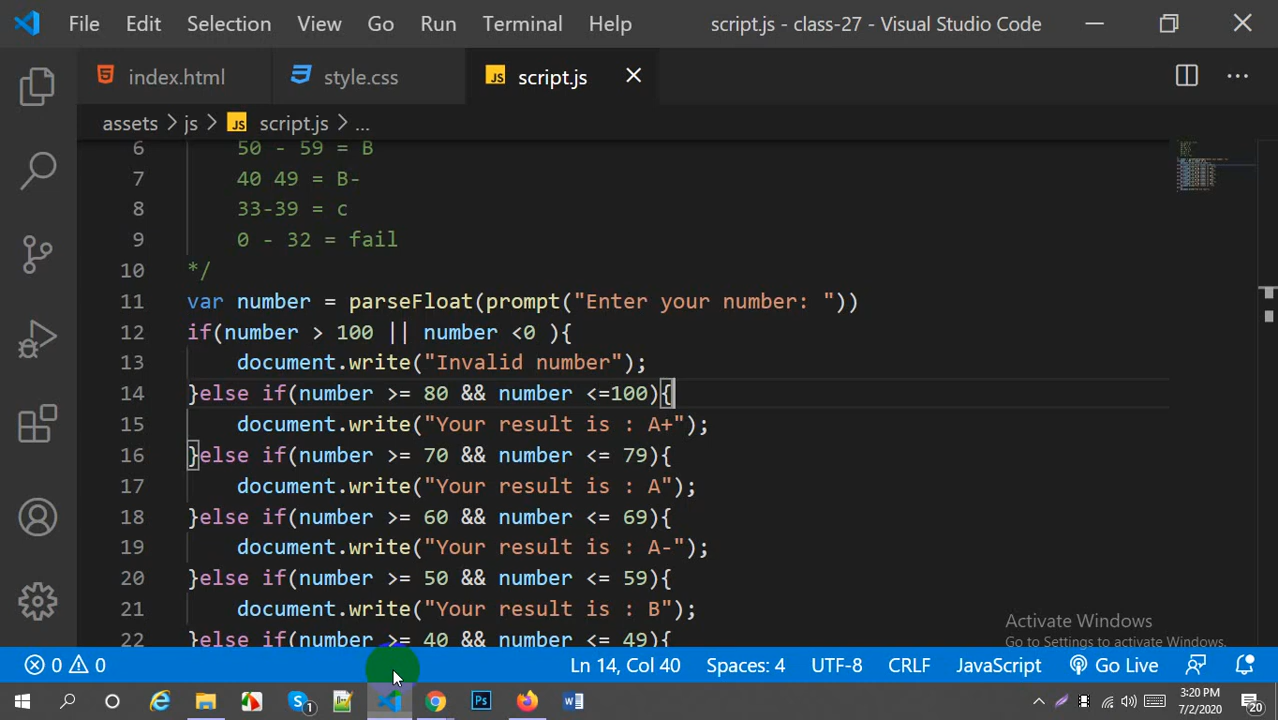 File Edit Selection View Go Run Terminal Help script.js - class-27 - Visual Studio Code
index.html style.css JS script.js
assets > js > JS script.js > ...
6 50 - 59 = B
7 40 49 = B-
8 33-39 = c
9 0 - 32 = fail
10 */
11 var number = parseFloat(prompt("Enter your number: "))
12 if(number > 100 || number <0 ){
13 document.write("Invalid number");
14 }else if(number >= 80 && number <=100){
15 document.write("Your result is : A+");
16 }else if(number >= 70 && number <= 79){
17 document.write("Your result is : A");
18 }else if(number >= 60 && number <= 69){
19 document.write("Your result is : A-");
20 }else if(number >= 50 && number <= 59){
21 document.write("Your result is : B");
22 }else if(number >= 40 && number <= 49){
Activate Windows
Go to Settings to activate Windows.
0 0 Ln 14, Col 40 Spaces: 4 UTF-8 CRLF JavaScript Go Live
S 1 Ps W 3:20 PM
7/2/2020 20